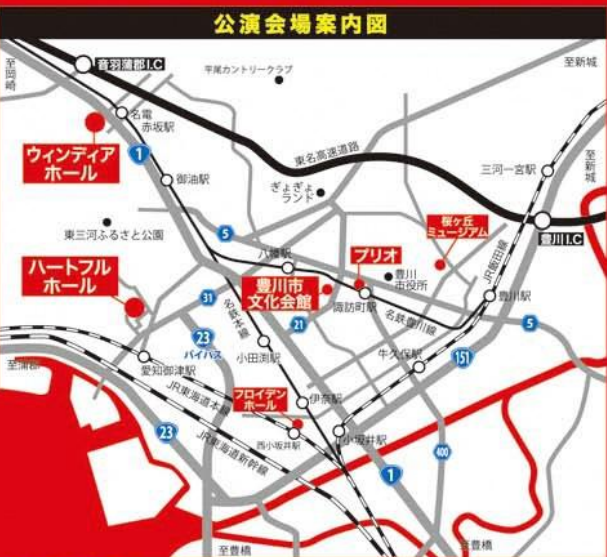 公演会場案内図
至岡崎
音羽蒲郡I.C
平尾カントリークラブ
至新城
名電
赤坂駅
ウィンディア
ホール
1
東名高速道路
三河一宮駅
至新城
御油駅
ぎょぎょ
ランド
桜ヶ丘
ミュージアム
東三河ふるさと公園
5
八幡駅
プリオ
豊川I.C
JR飯田線
ハートフル
ホール
豊川市
文化会館
豊川
市役所
諏訪町駅
豊川駅
31
名鉄本線
21
名鉄豊川線
5
23
バイパス
小田渕駅
牛久保駅
151
至蒲郡
愛知御津駅
JR東海道本線
フロイデン
ホール
伊奈駅
23
JR東海道新幹線
西小坂井駅
小坂井駅
400
1
至豊橋
至豊橋